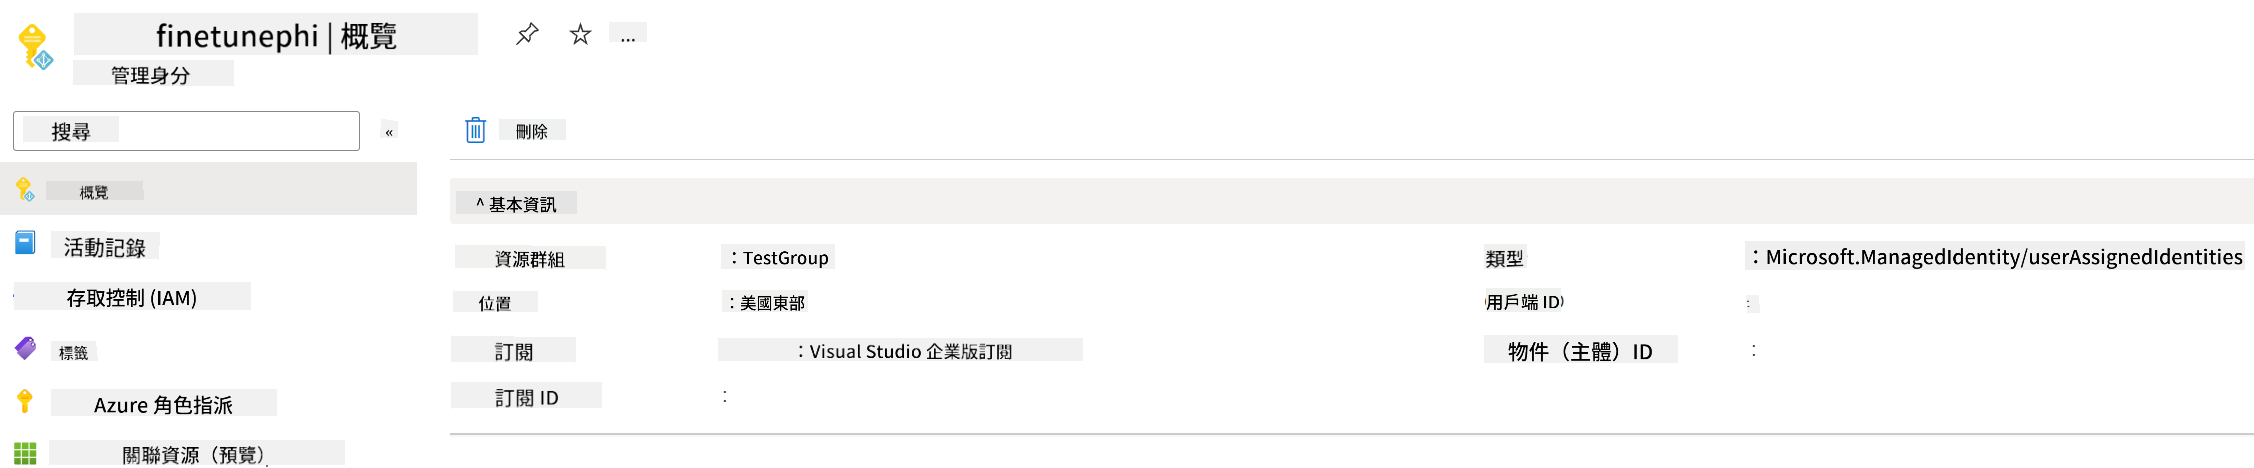 finetunephi | 概覽
...
管理身分
搜尋
«
刪除
概覽
^ 基本資訊
活動記錄
資源群組
：TestGroup
類型
：Microsoft.ManagedIdentity/userAssignedIdentities
存取控制 (IAM)
位置
：美國東部
用戶端 ID
:
標籤
訂閱
：Visual Studio 企業版訂閱
物件（主體）ID
:
Azure 角色指派
訂閱 ID
:
關聯資源（預覽）